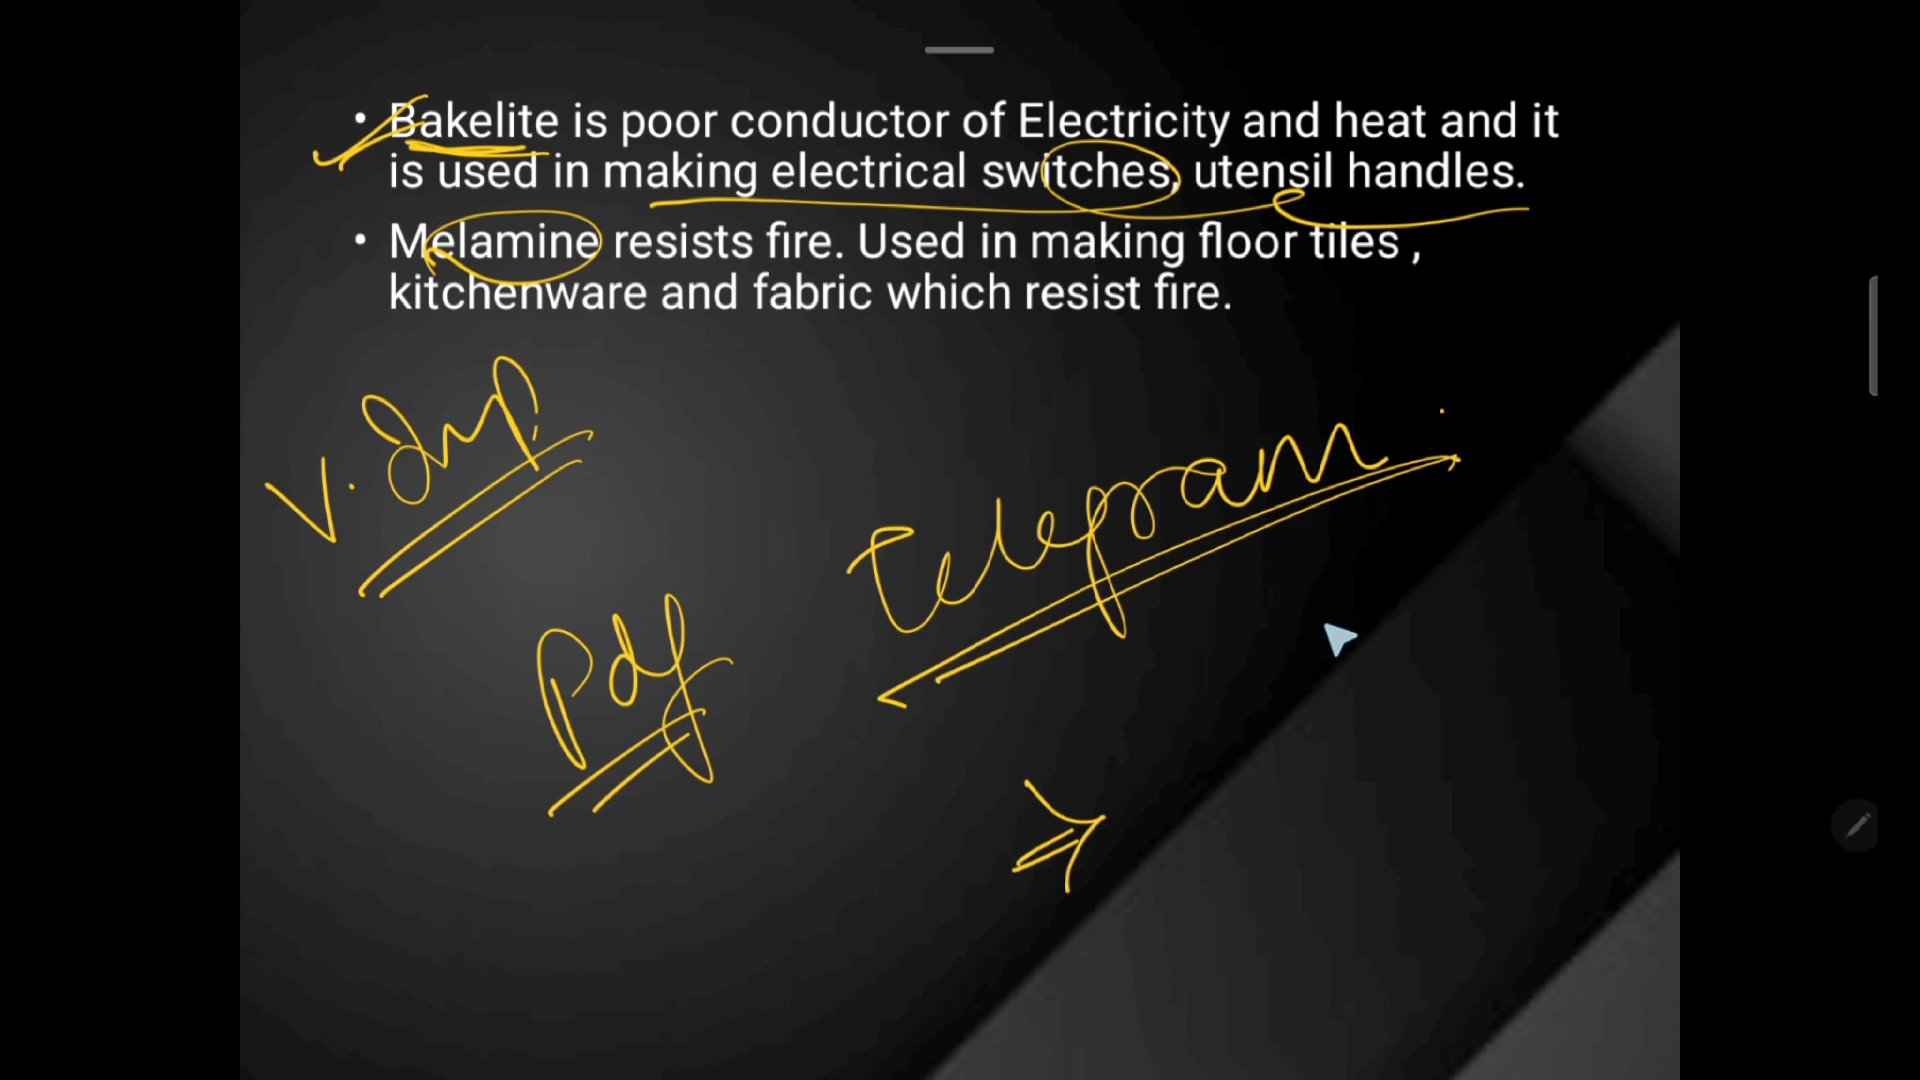 • Bakelite is poor conductor of Electricity and heat and it
is used in making electrical switches, utensil handles.
• Melamine resists fire. Used in making floor tiles ,
kitchenware and fabric which resist fire.
V. Imp.
Telegram
Pdf